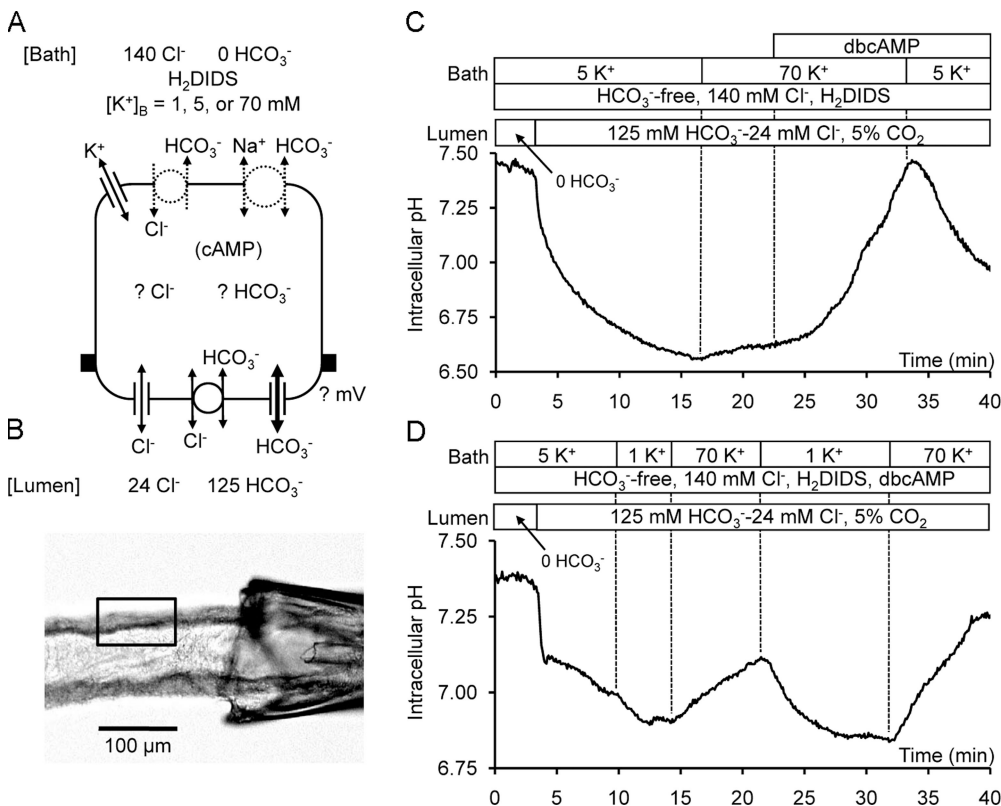 A
[Bath] 140 Cl⁻ 0 HCO₃⁻
H₂DIDS
[K⁺]B = 1, 5, or 70 mM
K⁺ HCO₃⁻ Na⁺ HCO₃⁻
Cl⁻
(cAMP)
? Cl⁻ ? HCO₃⁻
HCO₃⁻
? mV
Cl⁻ Cl⁻ HCO₃⁻
[Lumen] 24 Cl⁻ 125 HCO₃⁻
B
100 µm
C
dbcAMP
Bath 5 K⁺ 70 K⁺ 5 K⁺
HCO₃⁻-free, 140 mM Cl⁻, H₂DIDS
Lumen 125 mM HCO₃⁻-24 mM Cl⁻, 5% CO₂
0 HCO₃⁻
Intracellular pH
7.50
7.25
7.00
6.75
6.50
Time (min)
0 5 10 15 20 25 30 35 40
D
Bath 5 K⁺ 1 K⁺ 70 K⁺ 1 K⁺ 70 K⁺
HCO₃⁻-free, 140 mM Cl⁻, H₂DIDS, dbcAMP
Lumen 125 mM HCO₃⁻-24 mM Cl⁻, 5% CO₂
0 HCO₃⁻
Intracellular pH
7.50
7.25
7.00
6.75
Time (min)
0 5 10 15 20 25 30 35 40